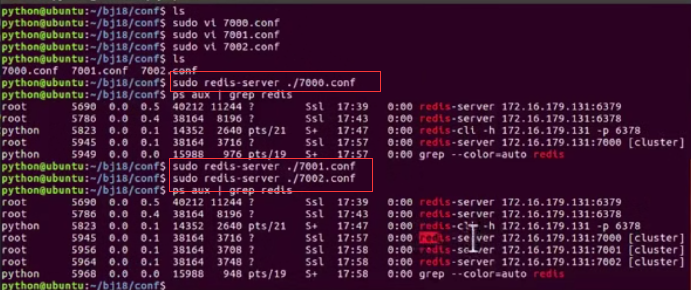 python@ubuntu:~/bj18/conf$ ls
python@ubuntu:~/bj18/conf$ sudo vi 7000.conf
python@ubuntu:~/bj18/conf$ sudo vi 7001.conf
python@ubuntu:~/bj18/conf$ sudo vi 7002.conf
python@ubuntu:~/bj18/conf$ ls
7000.conf  7001.conf  7002.conf
python@ubuntu:~/bj18/conf$ sudo redis-server ./7000.conf
python@ubuntu:~/bj18/conf$ ps aux | grep redis
root 5690 0.0 0.5 40212 11244 ? Ssl 17:39 0:00 redis-server 172.16.179.131:6379
root 5786 0.0 0.4 38164 8196 ? Ssl 17:43 0:00 redis-server 172.16.179.131:6378
python 5823 0.0 0.1 14352 2640 pts/21 S+ 17:47 0:00 redis-cli -h 172.16.179.131 -p 6378
root 5945 0.0 0.1 38164 3716 ? Ssl 17:57 0:00 redis-server 172.16.179.131:7000 [cluster]
python 5949 0.0 0.0 15988 976 pts/19 S+ 17:57 0:00 grep --color=auto redis
python@ubuntu:~/bj18/conf$ sudo redis-server ./7001.conf
python@ubuntu:~/bj18/conf$ sudo redis-server ./7002.conf
python@ubuntu:~/bj18/conf$ ps aux | grep redis
root 5690 0.0 0.5 40212 11244 ? Ssl 17:39 0:00 redis-server 172.16.179.131:6379
root 5786 0.0 0.4 38164 8196 ? Ssl 17:43 0:00 redis-server 172.16.179.131:6378
python 5823 0.0 0.1 14352 2640 pts/21 S+ 17:47 0:00 redis-cli -h 172.16.179.131 -p 6378
root 5945 0.0 0.1 38164 3716 ? Ssl 17:57 0:00 redis-server 172.16.179.131:7000 [cluster]
root 5956 0.0 0.1 38164 3708 ? Ssl 17:58 0:00 redis-server 172.16.179.131:7001 [cluster]
root 5964 0.0 0.1 38164 3748 ? Ssl 17:58 0:00 redis-server 172.16.179.131:7002 [cluster]
python 5968 0.0 0.0 15988 948 pts/19 S+ 17:58 0:00 grep --color=auto redis
python@ubuntu:~/bj18/conf$